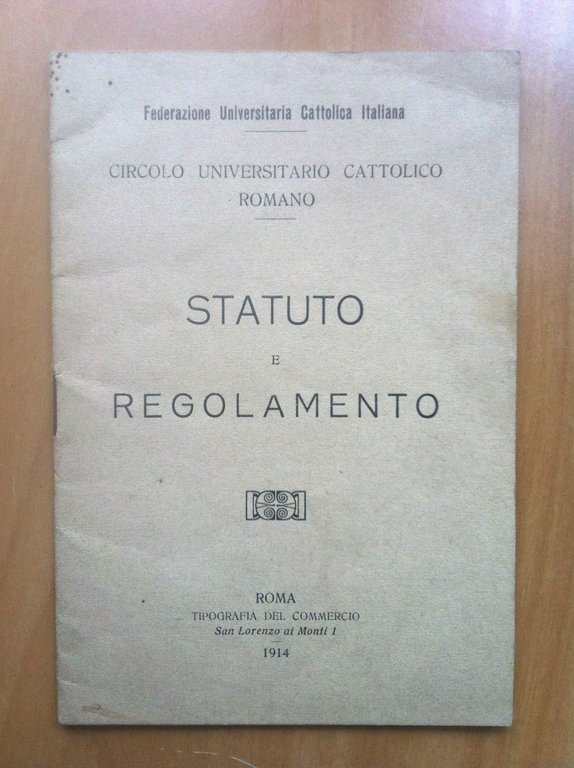 Federazione Universitaria Cattolica Italiana
CIRCOLO UNIVERSITARIO CATTOLICO
ROMANO
STATUTO
E
REGOLAMENTO
ROMA
TIPOGRAFIA DEL COMMERCIO
San Lorenzo ai Monti 1
1914